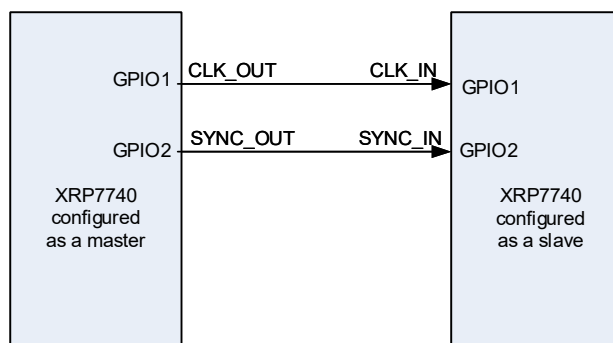 GPIO1 CLK_OUT CLK_IN GPIO1
GPIO2 SYNC_OUT SYNC_IN GPIO2
XRP7740
configured
as a master
XRP7740
configured
as a slave